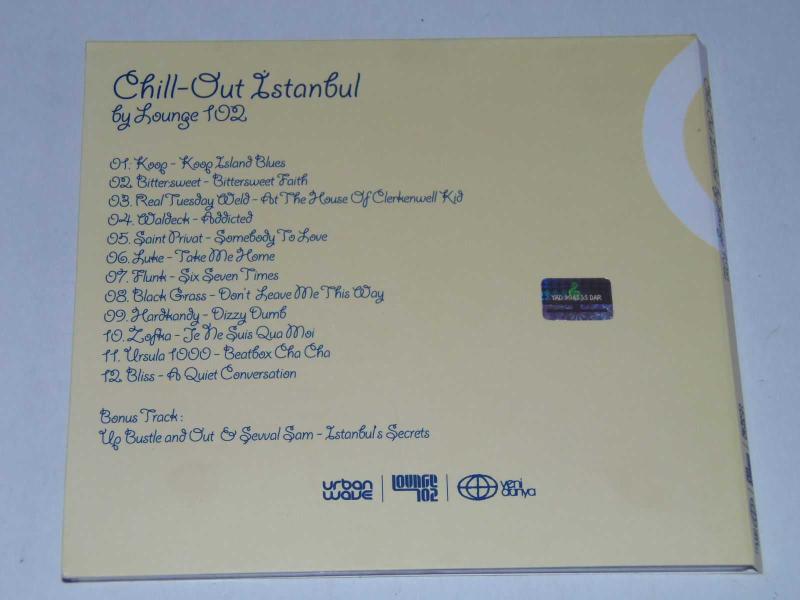 Chill-Out İstanbul
by Lounge 102
01. Koop - Koop Island Blues
02. Bittersweet - Bittersweet Faith
03. Real Tuesday Weld - At The House Of Clerkenwell Kid
04. Waldeck - Addicted
05. Saint Privat - Somebody To Love
06. Luke - Take Me Home
07. Flunk - Six Seven Times
08. Black Grass - Don't Leave Me This Way
09. Hardkandy - Dizzy Dumb
10. Zofka - Je Ne Suis Qua Moi
11. Ursula 1000 - Beatbox Cha Cha
12. Bliss - A Quiet Conversation
Bonus Track:
Up Bustle and Out & Sevval Sam - Istanbul's Secrets
urban wave
LOUNGE 102
yeni dünya